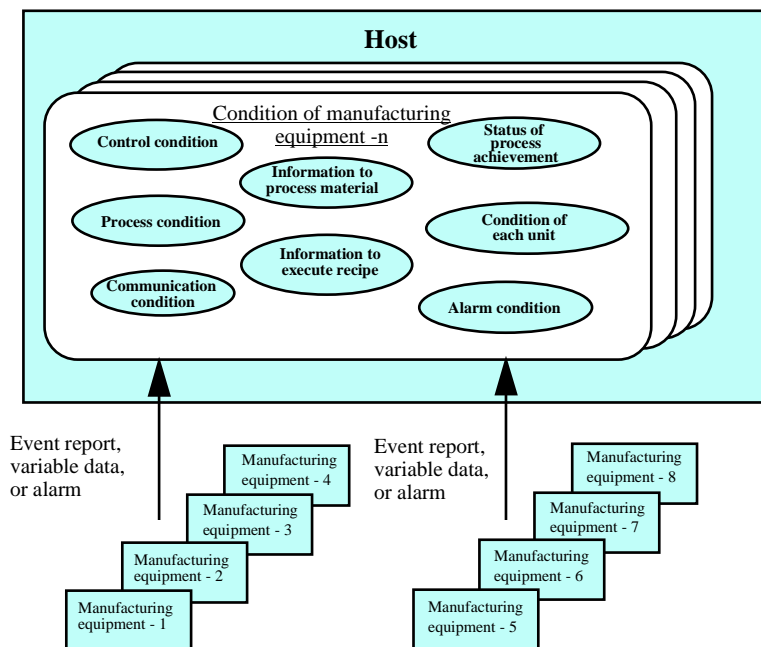 Host
Condition of manufacturing
equipment -n
Control condition
Status of
process
achievement
Information to
process material
Process condition
Condition of
each unit
Information to
execute recipe
Communication
condition
Alarm condition
Event report,
variable data,
or alarm
Manufacturing
equipment - 4
Manufacturing
equipment - 3
Manufacturing
equipment - 2
Manufacturing
equipment - 1
Event report,
variable data,
or alarm
Manufacturing
equipment - 8
Manufacturing
equipment - 7
Manufacturing
equipment - 6
Manufacturing
equipment - 5